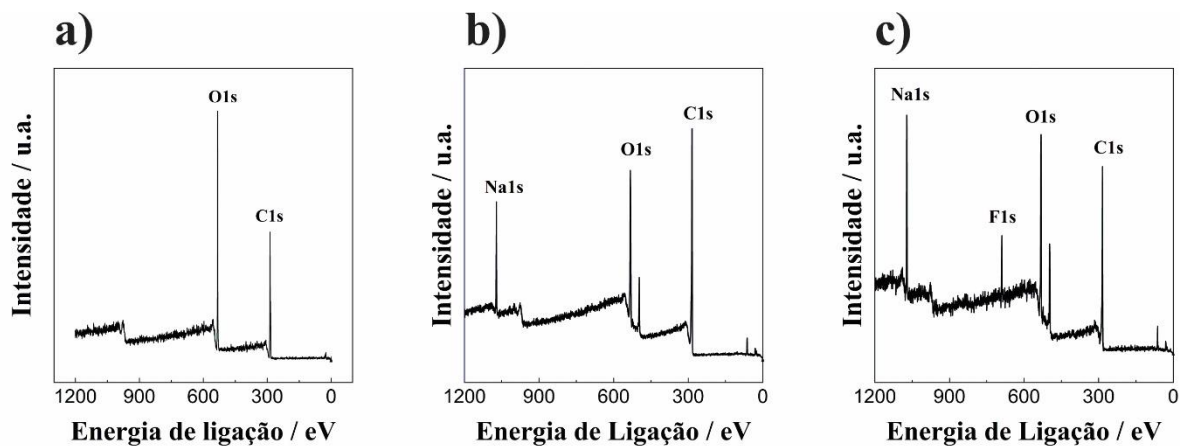 a)
O1s
C1s
Intensidade / u.a.
1200 900 600 300 0
Energia de ligação / eV
b)
C1s
O1s
Na1s
Intensidade / u.a.
1200 900 600 300 0
Energia de Ligação / eV
c)
Na1s
O1s
C1s
F1s
Intensidade / u.a.
1200 900 600 300 0
Energia de Ligação / eV